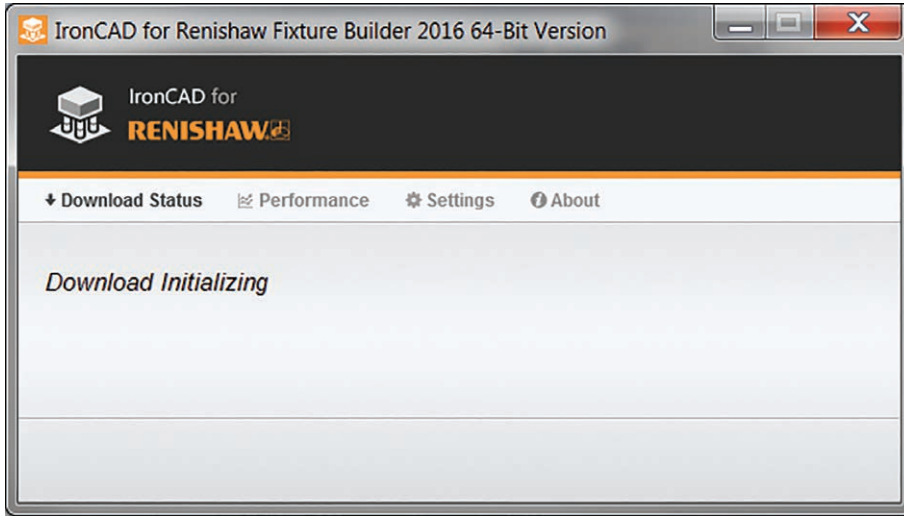 IronCAD for Renishaw Fixture Builder 2016 64-Bit Version
IronCAD for
RENISHAW
Download Status Performance Settings About
Download Initializing